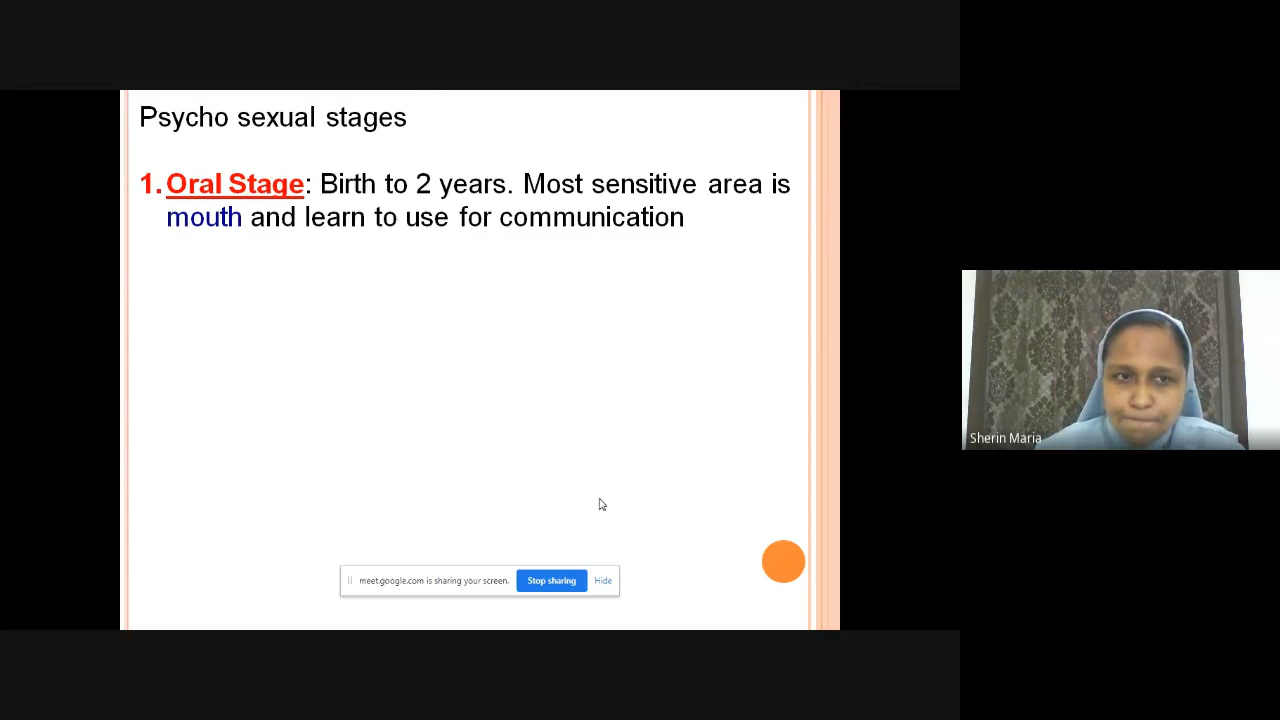 Psycho sexual stages
1. Oral Stage: Birth to 2 years. Most sensitive area is
mouth and learn to use for communication
Sherin Maria
meet.google.com is sharing your screen. Stop sharing Hide